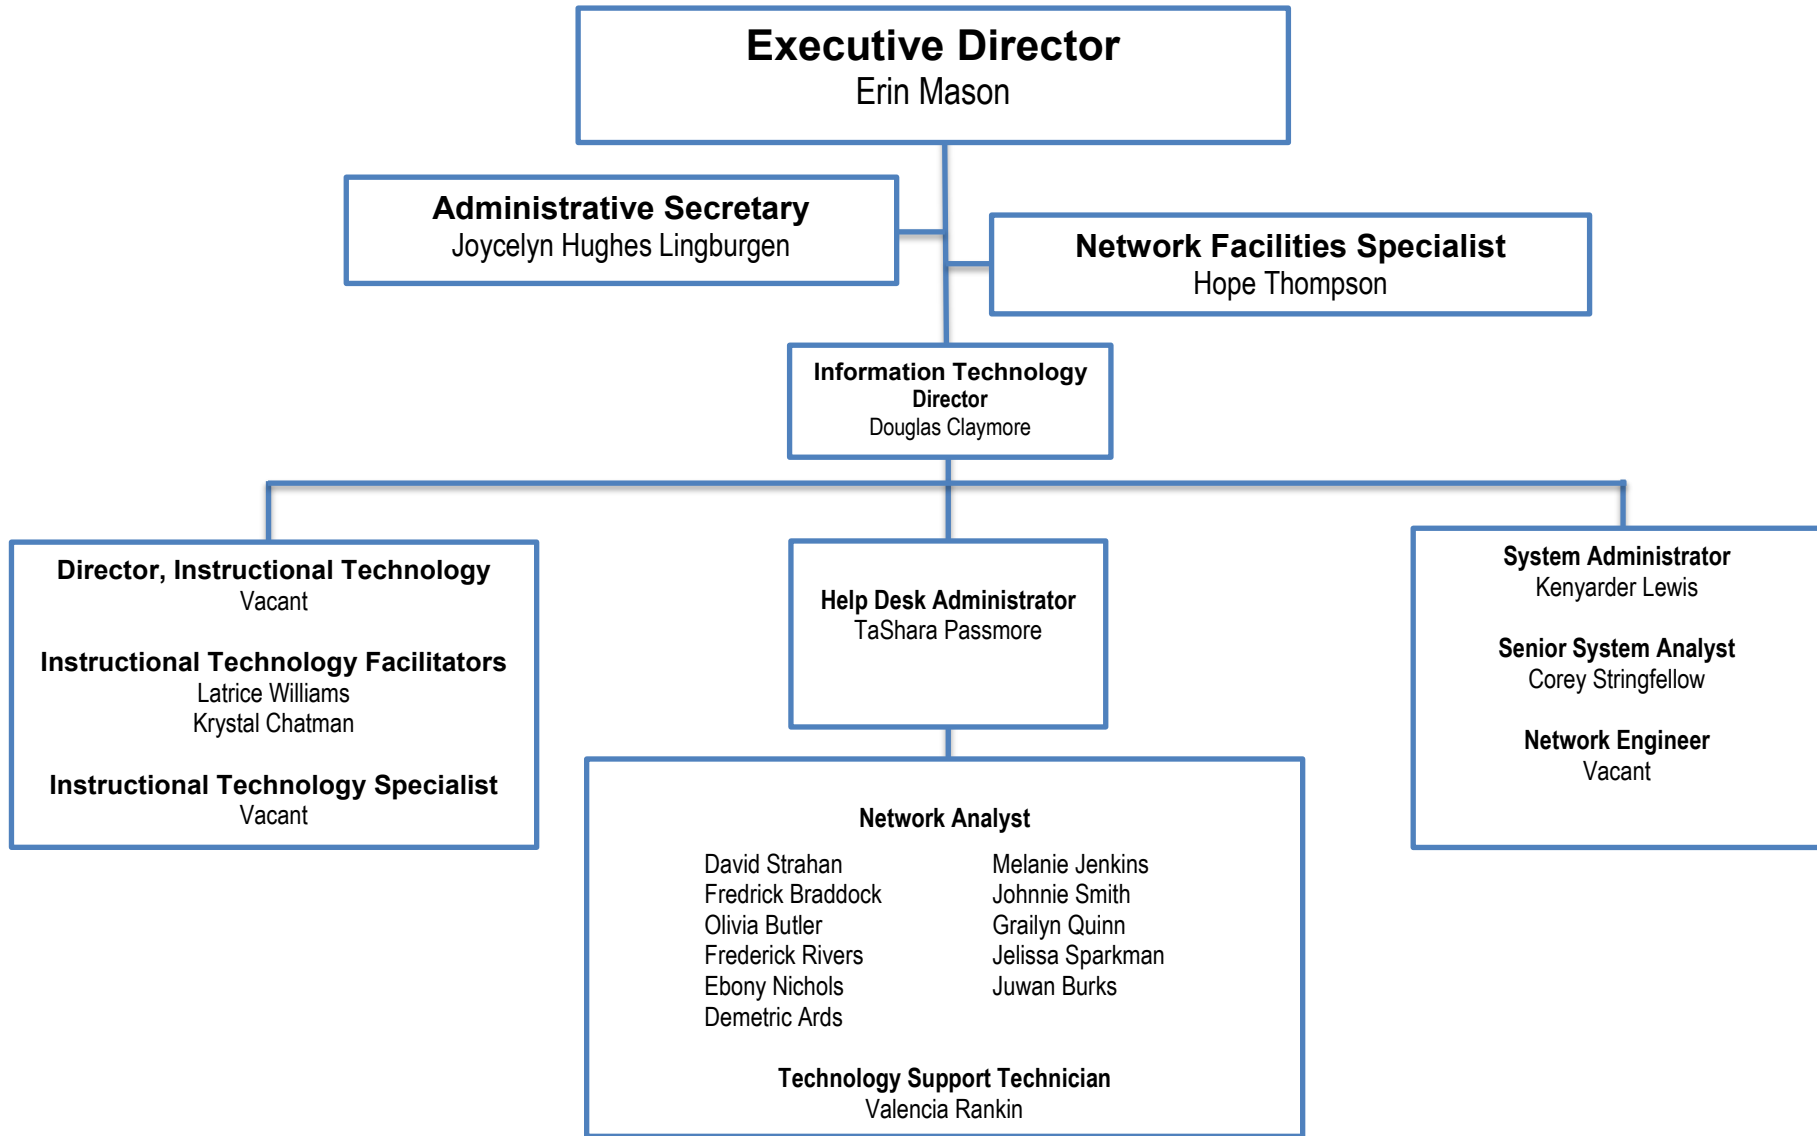 Executive Director
Erin Mason
Administrative Secretary
Joycelyn Hughes Lingburgen
Network Facilities Specialist
Hope Thompson
Information Technology
Director
Douglas Claymore
Director, Instructional Technology
Vacant
Instructional Technology Facilitators
Latrice Williams
Krystal Chatman
Instructional Technology Specialist
Vacant
Help Desk Administrator
TaShara Passmore
System Administrator
Kenyarder Lewis
Senior System Analyst
Corey Stringfellow
Network Engineer
Vacant
Network Analyst
David Strahan
Fredrick Braddock
Olivia Butler
Frederick Rivers
Ebony Nichols
Demetric Ards
Melanie Jenkins
Johnnie Smith
Grailyn Quinn
Jelissa Sparkman
Juwan Burks
Technology Support Technician
Valencia Rankin